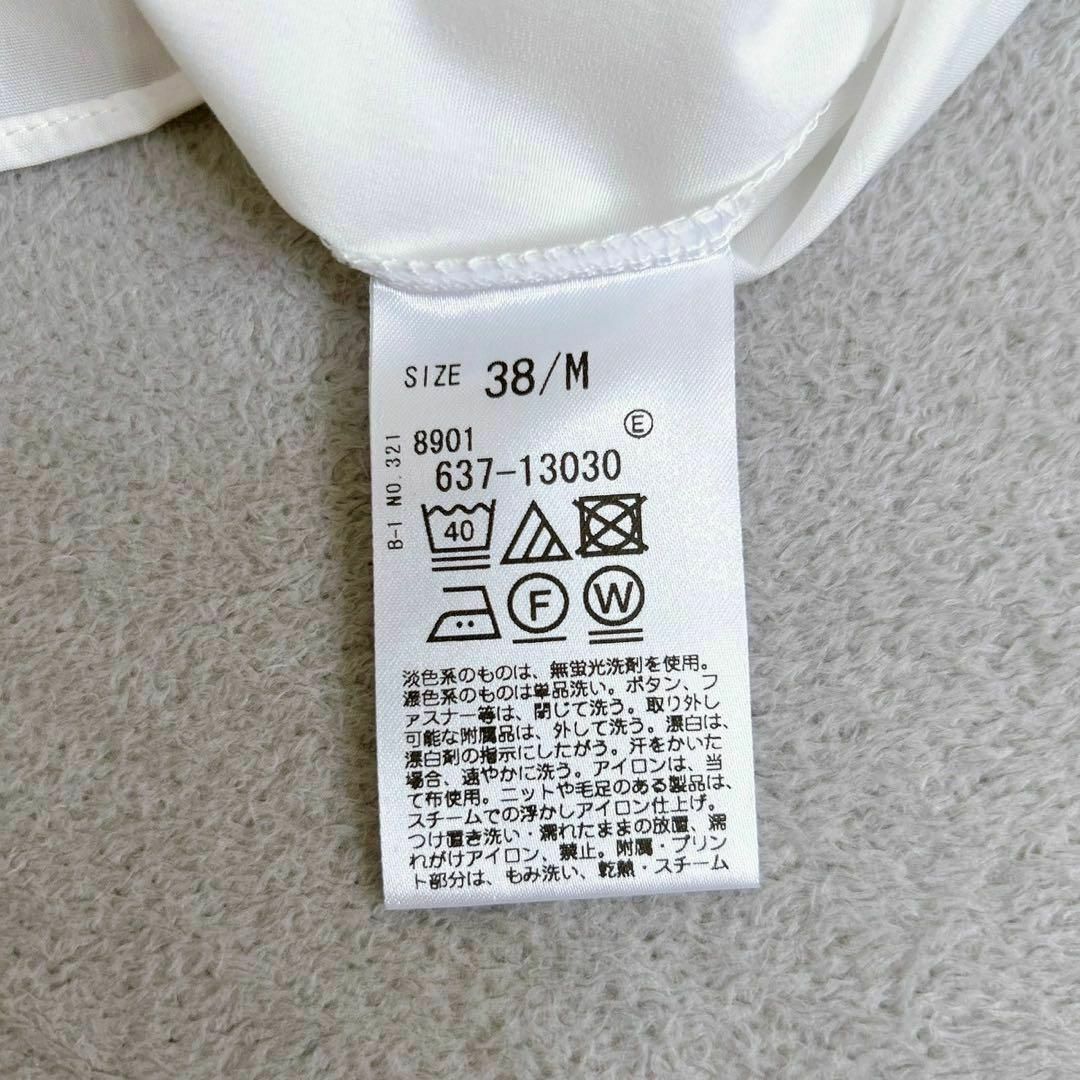 SIZE 38/M
E
8901
637-13030
B-I NO.321
40
F W
淡色系のものは、無蛍光洗剤を使用。
濃色系のものは単品洗い。ボタン、フ
ァスナー等は、閉じて洗う。取り外し
可能な附属品は、外して洗う。漂白は、
漂白剤の指示にしたがう。汗をかいた
場合、速やかに洗う。アイロンは、当
て布使用。ニットや毛足のある製品は、
スチームでの浮かしアイロン仕上げ。
つけ置き洗い・濡れたままの放置、濡
れがけアイロン、禁止。附属・プリン
ト部分は、もみ洗い、乾熱・スチーム